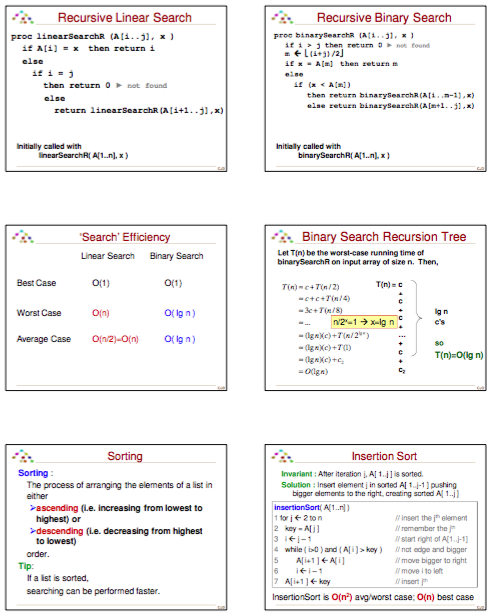 Recursive Linear Search
proc linearSearchR (A[i..j], x )
if A[i] = x then return i
else
if i = j
then return 0 ► not found
else
return linearSearchR(A[i+1..j],x)
Initially called with
linearSearchR( A[1..n], x )
Recursive Binary Search
proc binarySearchR (A[i..j], x )
if i > j then return 0 ► not found
m ← ⌊(i+j)/2⌋
if x = A[m] then return m
else
if (x < A[m])
then return binarySearchR(A[i..m-1],x)
else return binarySearchR(A[m+1..j],x)
Initially called with
binarySearchR( A[1..n], x )
'Search' Efficiency
Linear Search Binary Search
Best Case O(1) O(1)
Worst Case O(n) O( lg n )
Average Case O(n/2)=O(n) O( lg n )
Binary Search Recursion Tree
Let T(n) be the worst-case running time of
binarySearchR on input array of size n. Then,
T(n) = c + T(n/2)
= c + c + T(n/4)
= 3c + T(n/8)
= ...
= (lg n)(c) + T(n/2^{lg n})
= (lg n)(c) + T(1)
= (lg n)(c) + c₂
= O(lg n)
n/2ˣ=1 → x=lg n
T(n) = c
+
c
+
c
+
...
+
c
+
c₂
lg n
c's
so
T(n)=O(lg n)
Sorting
Sorting :
The process of arranging the elements of a list in
either
➢ascending (i.e. increasing from lowest to
highest) or
➢descending (i.e. decreasing from highest
to lowest)
order.
Tip:
If a list is sorted,
searching can be performed faster.
Insertion Sort
Invariant : After iteration j, A[ 1..j ] is sorted.
Solution : Insert element j in sorted A[ 1..j-1 ] pushing
bigger elements to the right, creating sorted A[ 1..j ]
insertionSort( A[1..n] )
1 for j ← 2 to n // insert the jᵗʰ element
2 key = A[ j ] // remember the jᵗʰ
3 i ← j – 1 // start right of A[1..j-1]
4 while ( i>0 ) and ( A[ i ] > key ) // not edge and bigger
5 A[i+1 ] ← A[ i ] // move bigger to right
6 i ← i – 1 // move i to left
7 A[ i+1 ] ← key // insert jᵗʰ
InsertionSort is O(n²) avg/worst case; O(n) best case